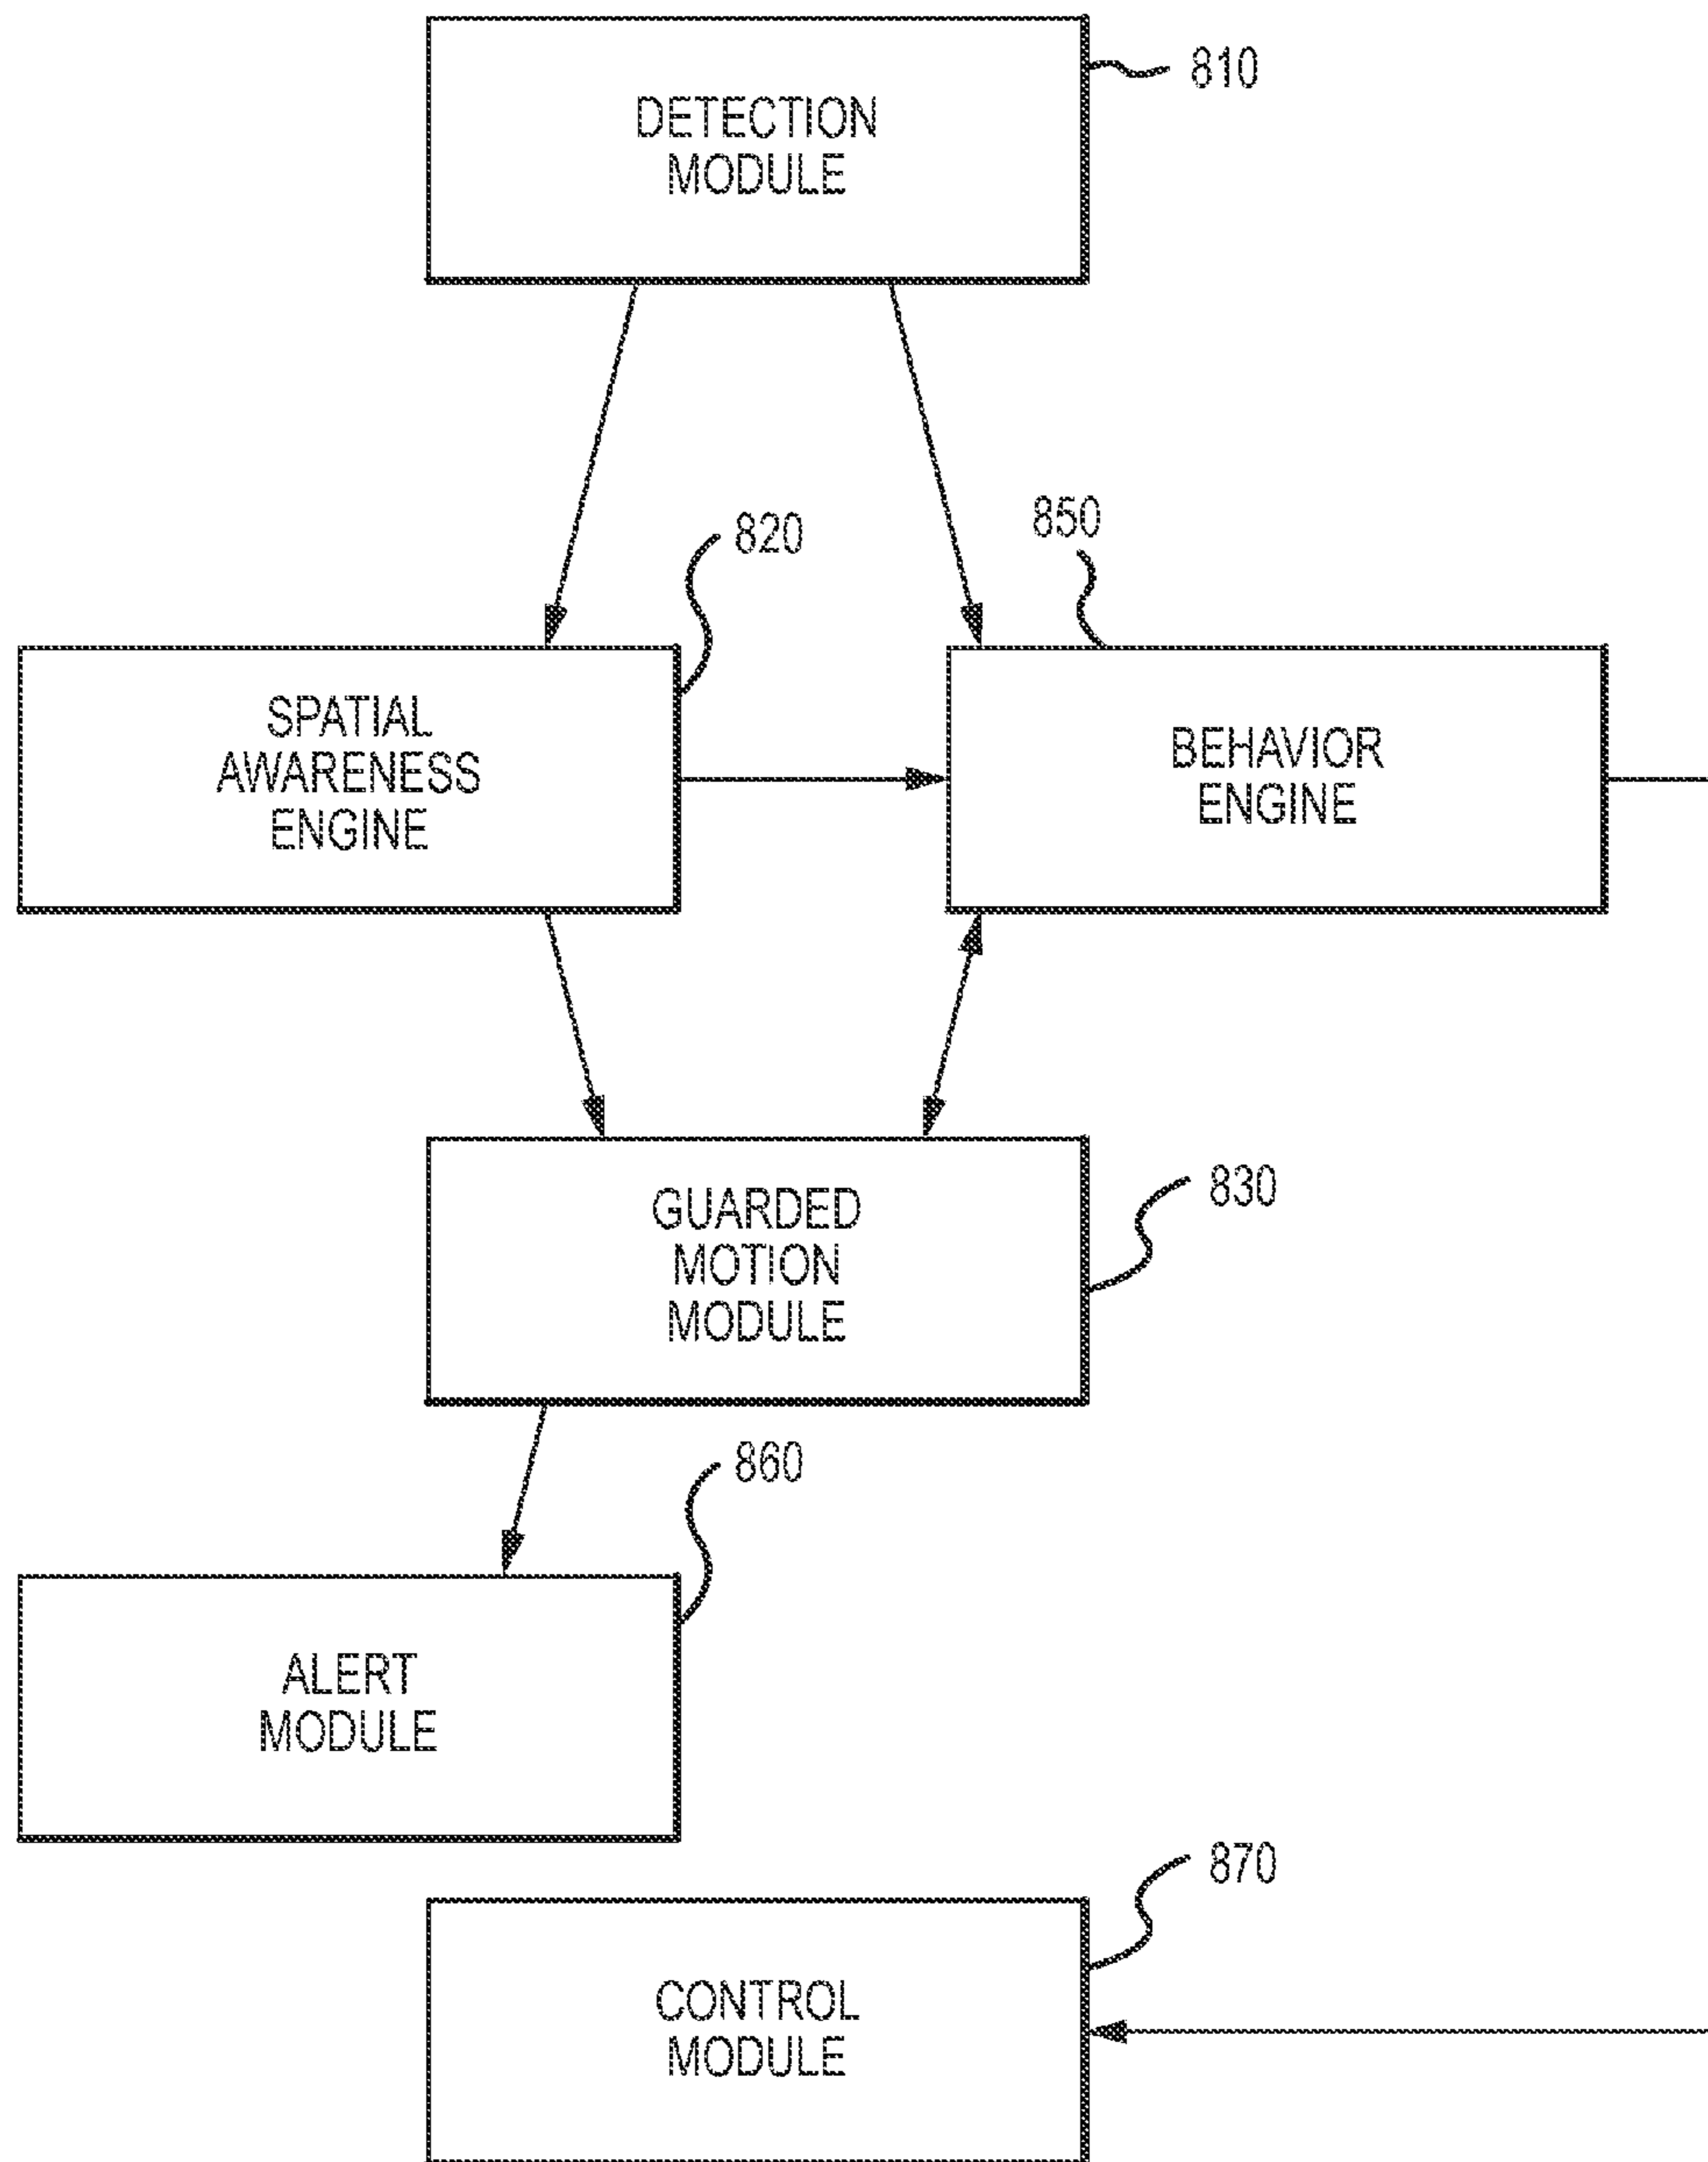 810
DETECTION
MODULE
820
850
SPATIAL
AWARENESS
ENGINE
BEHAVIOR
ENGINE
GUARDED
MOTION
MODULE
830
860
ALERT
MODULE
870
CONTROL
MODULE